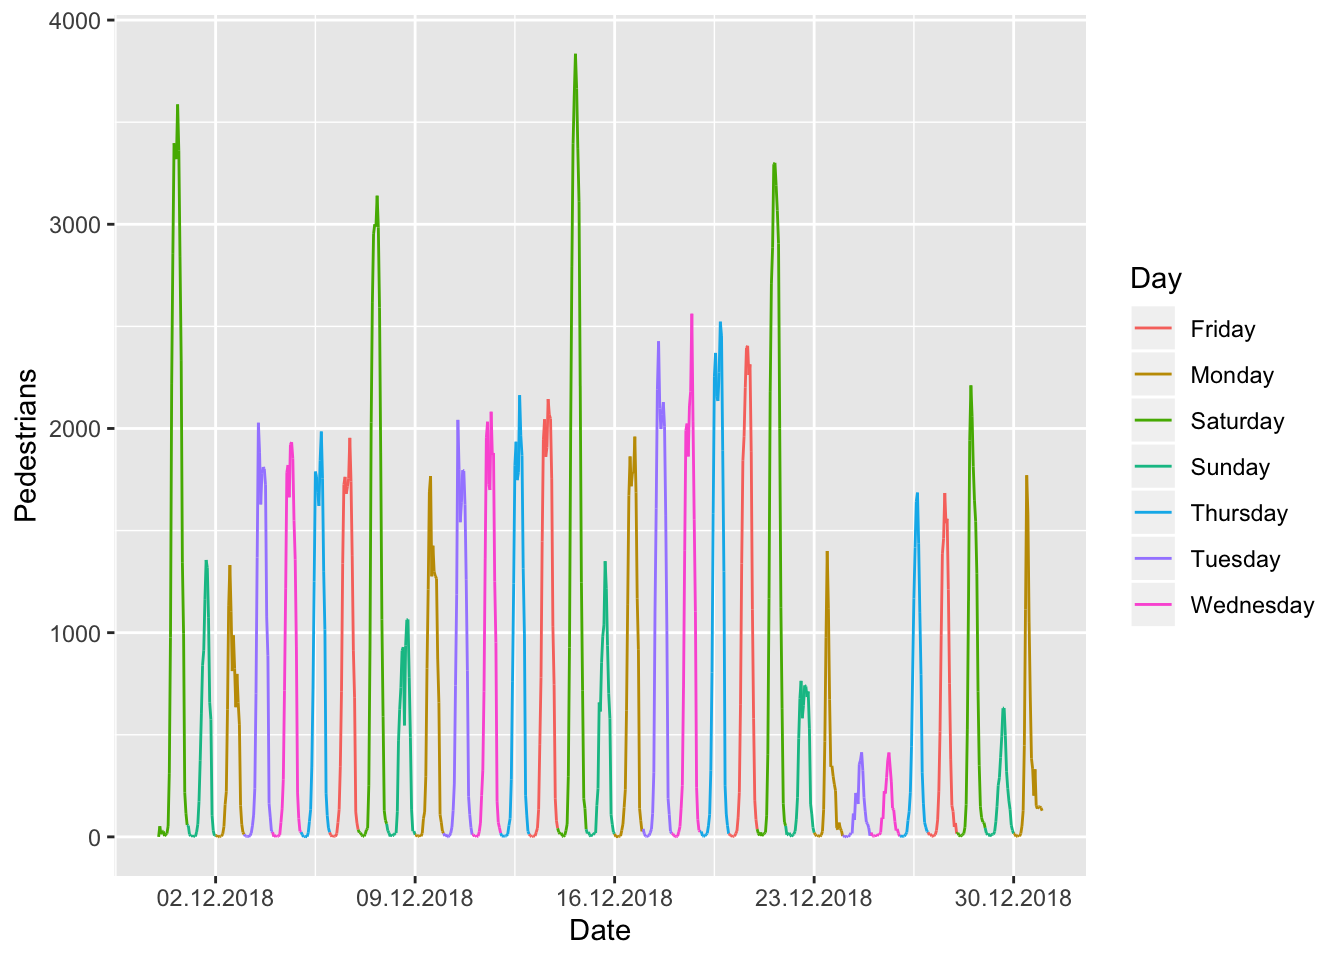 4000
3000
2000
1000
0
Pedestrians
02.12.2018
09.12.2018
16.12.2018
23.12.2018
30.12.2018
Date
Day
Friday
Monday
Saturday
Sunday
Thursday
Tuesday
Wednesday